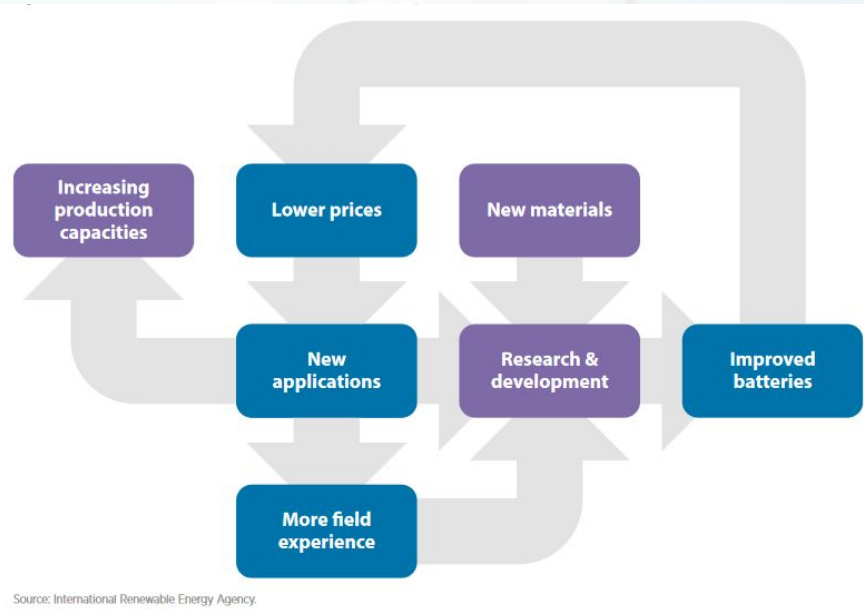 Increasing
production
capacities
Lower prices
New materials
New
applications
Research &
development
Improved
batteries
More field
experience
Source: International Renewable Energy Agency.